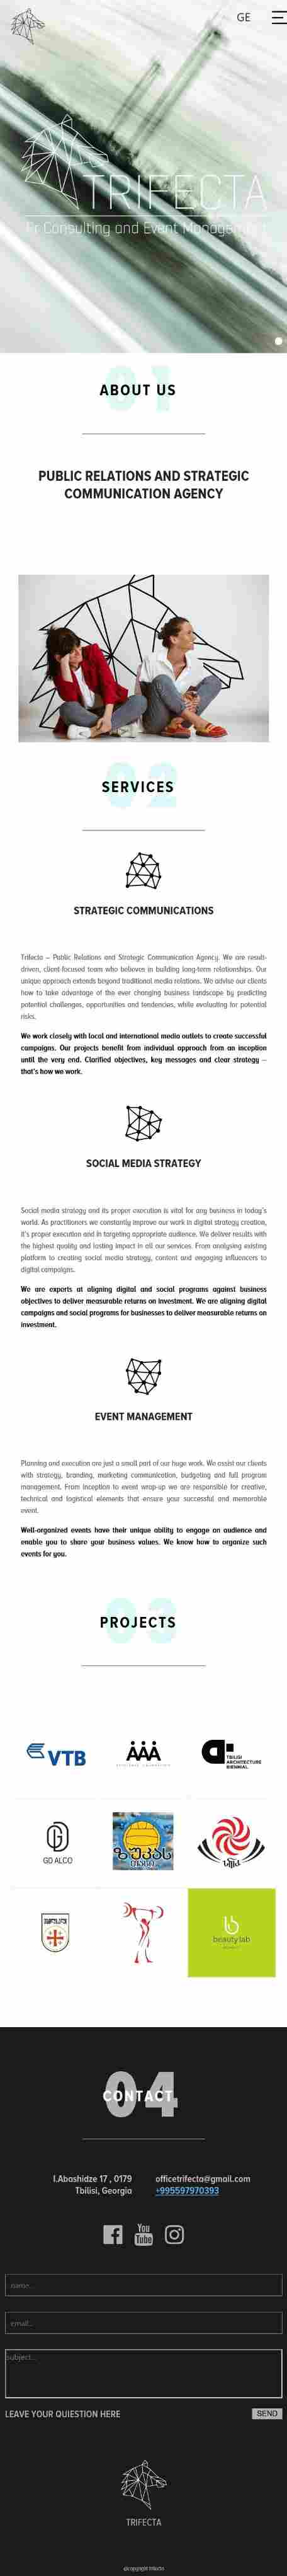 GE
TRIFECTA
Pr Consulting and Event Management
01
ABOUT US
PUBLIC RELATIONS AND STRATEGIC
COMMUNICATION AGENCY
02
SERVICES
STRATEGIC COMMUNICATIONS
Trifecta – Public Relations and Strategic Communication Agency. We are result-
driven, client-focused team who believes in building long-term relationships. Our
unique approach extends beyond traditional media relations. We advise our clients
how to take advantage of the ever changing business landscape by predicting
potential challenges, opportunities and tendencies, while evaluating for potential
risks.
We work closely with local and international media outlets to create successful
campaigns. Our projects benefit from individual approach from an inception
until the very end. Clarified objectives, key messages and clear strategy –
that's how we work.
SOCIAL MEDIA STRATEGY
Social media strategy and its proper execution is vital for any business in today's
world. As practitioners we constantly improve our work in digital strategy creation,
it's proper execution and in targeting appropriate audience. We deliver results with
the highest quality and lasting impact in all our services. From analysing existing
platform to creating social media strategy, content and engaging influencers to
digital campaigns.
We are experts at aligning digital and social programs against business
objectives to deliver measurable returns on investment. We are aligning digital
campaigns and social programs for businesses to deliver measurable returns on
investment.
EVENT MANAGEMENT
Planning and execution are just a small part of our huge work. We assist our clients
with strategy, branding, marketing communication, budgeting and full program
management. From inception to event wrap-up we are responsible for creative,
technical and logistical elements that ensure your successful and memorable
event.
Well-organized events have their unique ability to engage an audience and
enable you to share your business values. We know how to organize such
events for you.
03
PROJECTS
VTB
TBILISI
ARCHITECTURE
BIENNIAL
GD ALCO
beauty lab
04
CONTACT
I.Abashidze 17 , 0179
Tbilisi, Georgia
officetrifecta@gmail.com
+995597970393
You
Tube
name...
email...
subject...
LEAVE YOUR QUIESTION HERE
SEND
TRIFECTA
@copyright trifecta